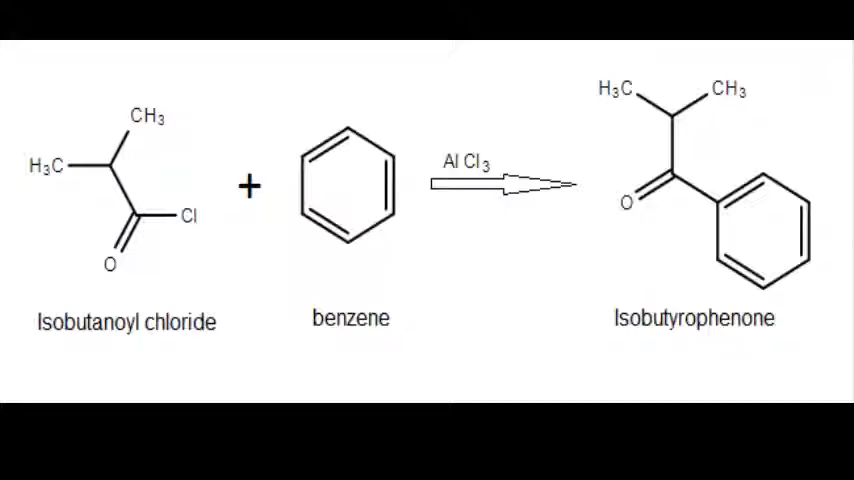 CH₃
H₃C
Cl
O
+
Al Cl₃
H₃C
CH₃
O
Isobutanoyl chloride
benzene
Isobutyrophenone